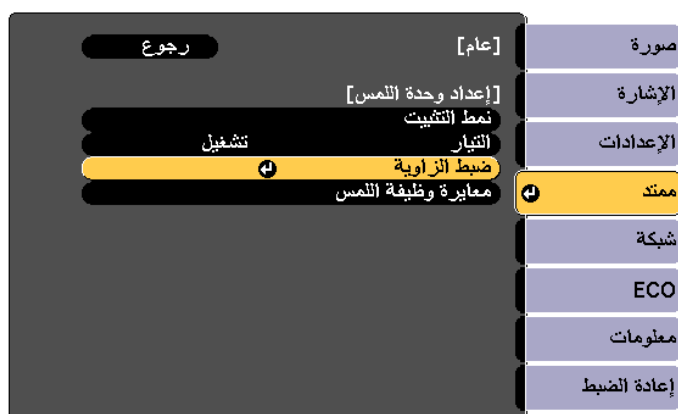 صورة
الإشارة
الإعدادات
ممتد
شبكة
ECO
معلومات
إعادة الضبط
[عام] رجوع
[إعداد وحدة اللمس]
نمط التثبيت
التيار تشغيل
ضبط الزاوية
معايرة وظيفة اللمس